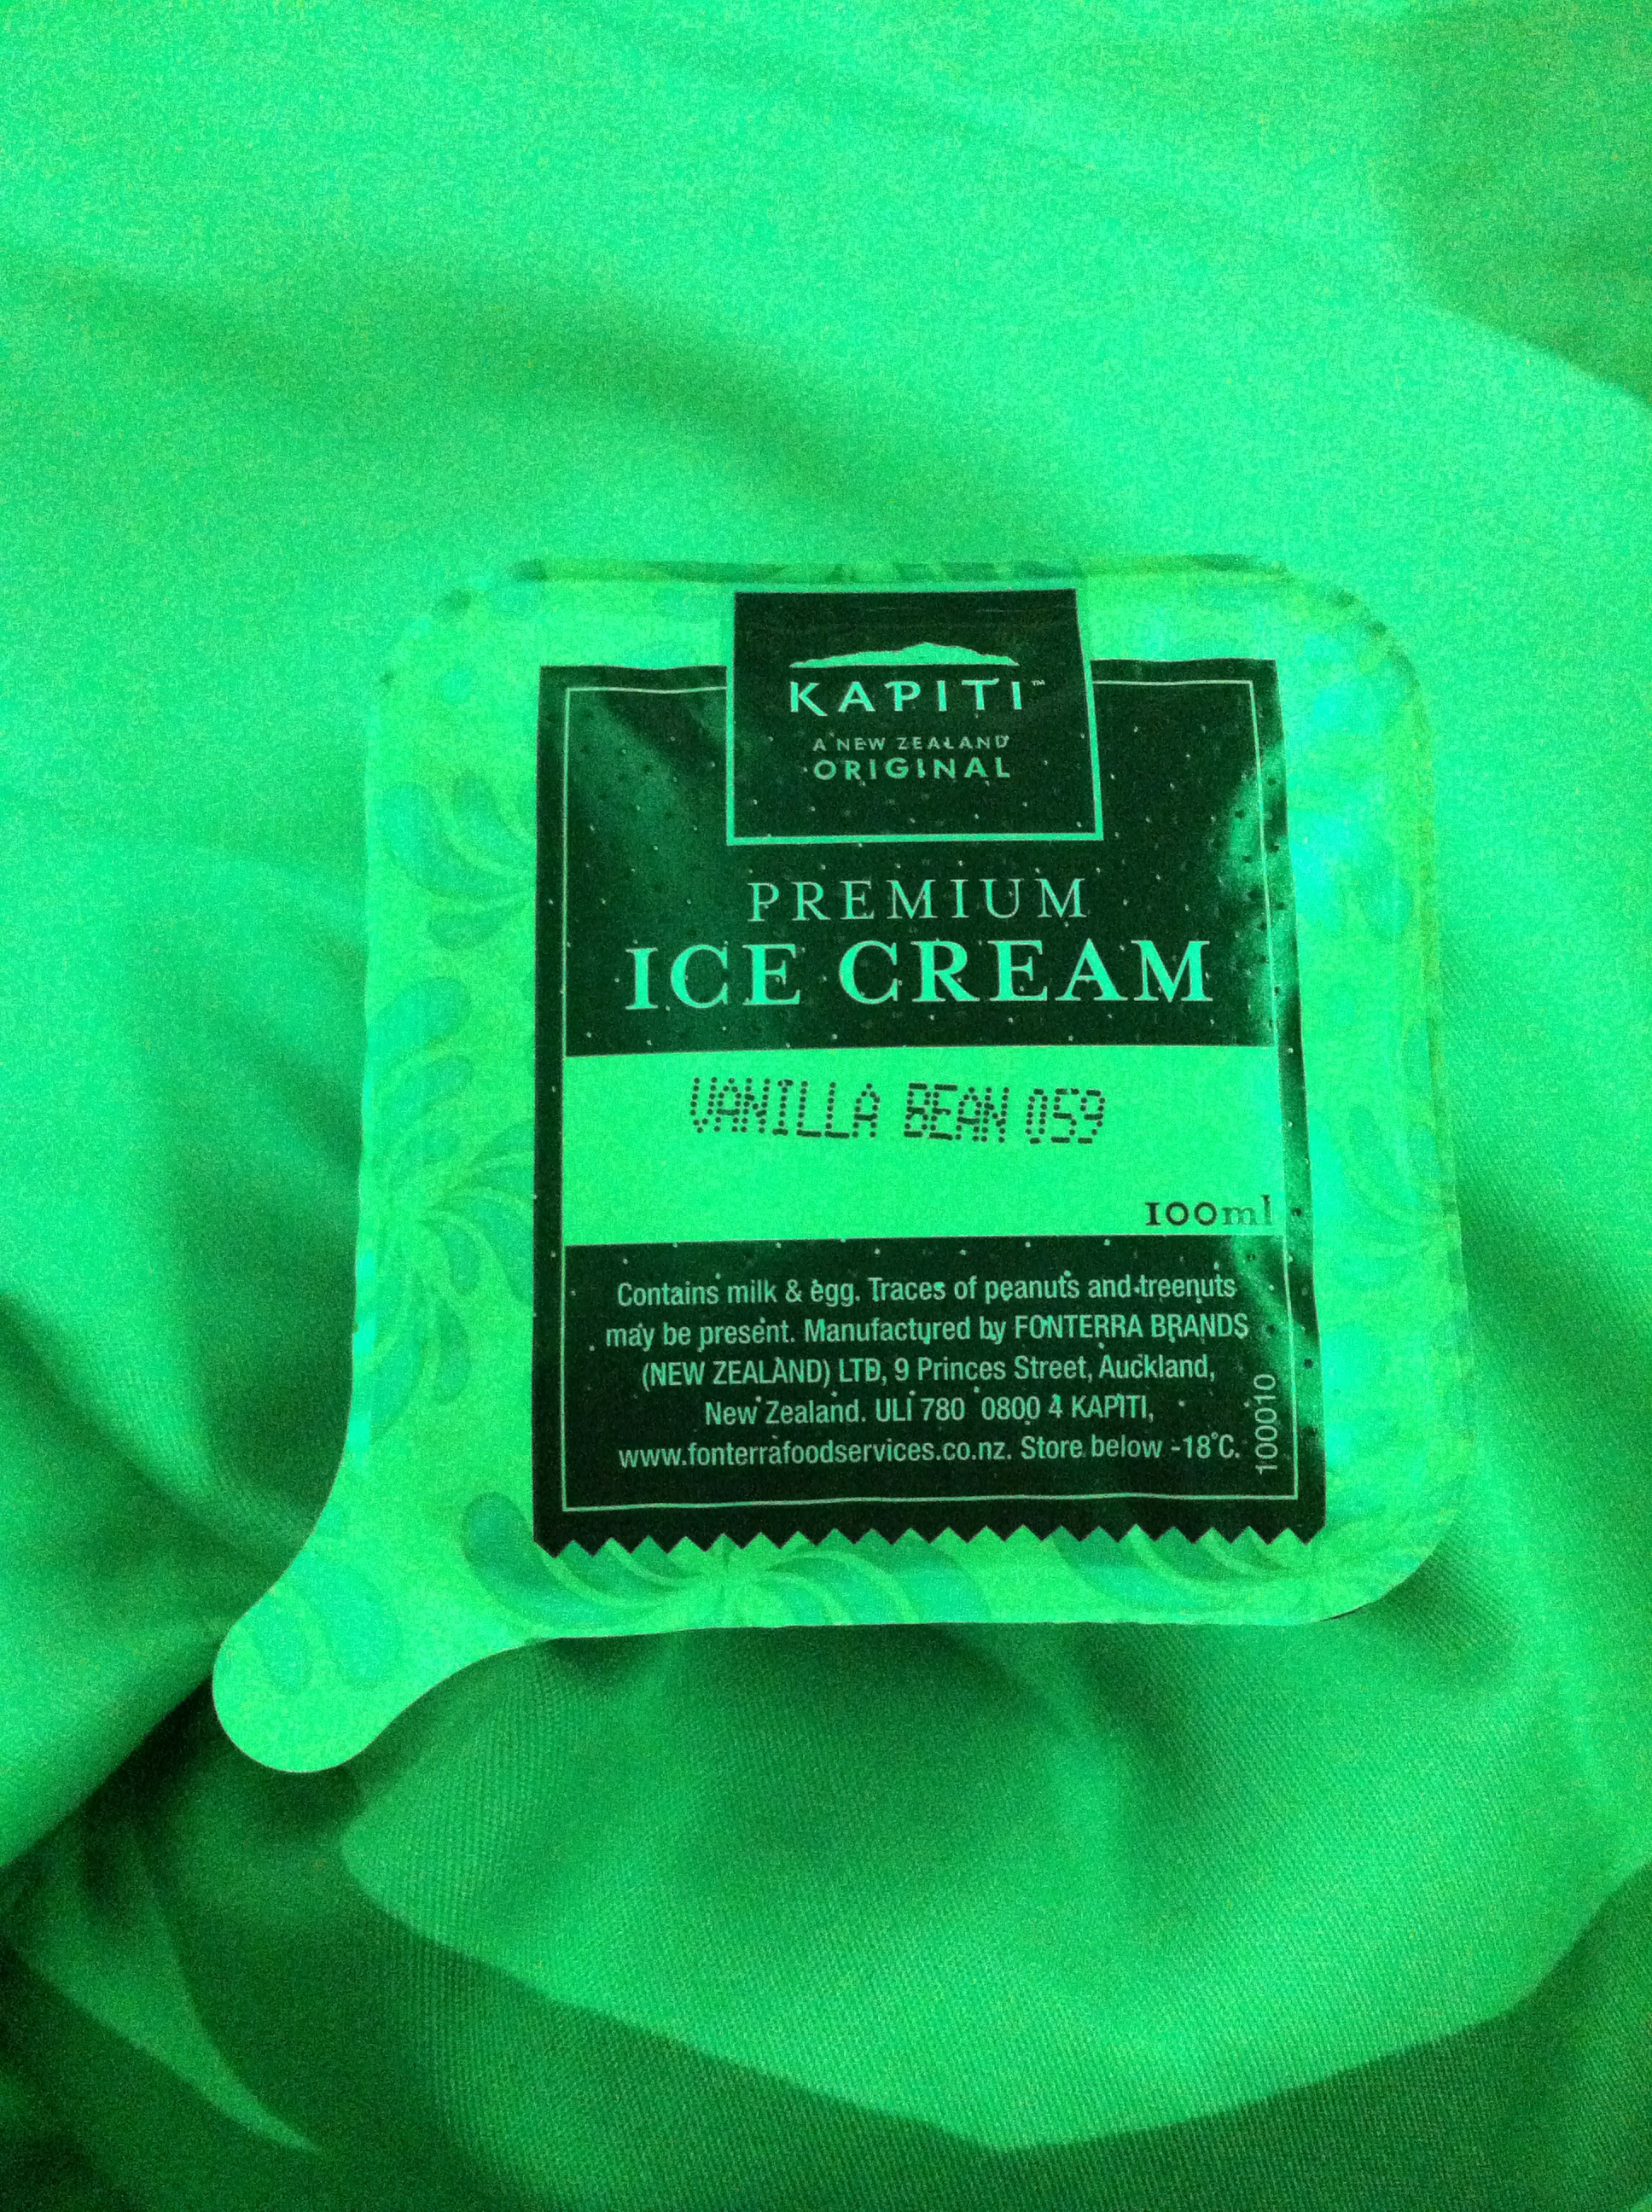 KAPITI™
A NEW ZEALAND
ORIGINAL
PREMIUM
ICE CREAM
VANILLA BEAN 059
100ml
Contains milk & egg. Traces of peanuts and treenuts
may be present. Manufactured by FONTERRA BRANDS
(NEW ZEALAND) LTD, 9 Princes Street, Auckland,
New Zealand. ULI 780 0800 4 KAPITI,
www.fonterrafoodservices.co.nz. Store below -18°C.
100010